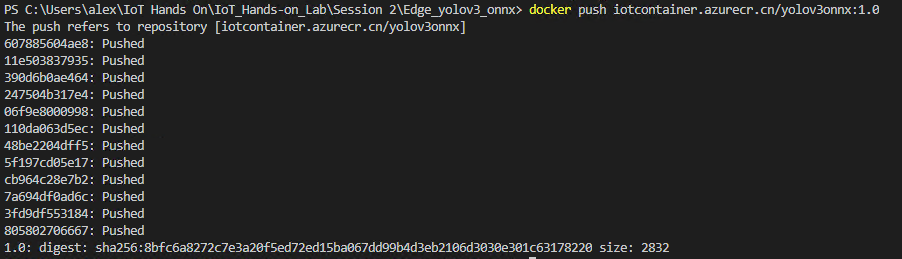 PS C:\Users\alex\IoT Hands On\IoT_Hands-on_Lab\Session 2\Edge_yolov3_onnx> docker push iotcontainer.azurecr.cn/yolov3onnx:1.0
The push refers to repository [iotcontainer.azurecr.cn/yolov3onnx]
607885604ae8: Pushed
11e503837935: Pushed
390d6b0ae464: Pushed
247504b317e4: Pushed
06f9e8000998: Pushed
110da063d5ec: Pushed
48be2204dff5: Pushed
5f197cd05e17: Pushed
cb964c28e7b2: Pushed
7a694df0ad6c: Pushed
3fd9df553184: Pushed
805802706667: Pushed
1.0: digest: sha256:8bfc6a8272c7e3a20f5ed72ed15ba067dd99b4d3eb2106d3030e301c63178220 size: 2832